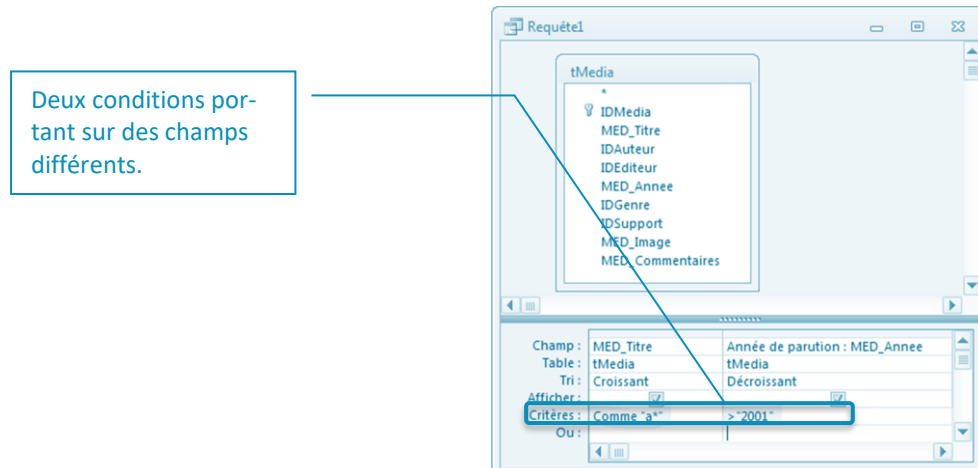 Requête1
Deux conditions por-
tant sur des champs
différents.
tMedia
*
IDMedia
MED_Titre
IDAuteur
IDEditeur
MED_Annee
IDGenre
IDSupport
MED_Image
MED_Commentaires
Champ : MED_Titre Année de parution : MED_Annee
Table : tMedia tMedia
Tri : Croissant Décroissant
Afficher :
Critères : Comme "a*" >"2001"
Ou :